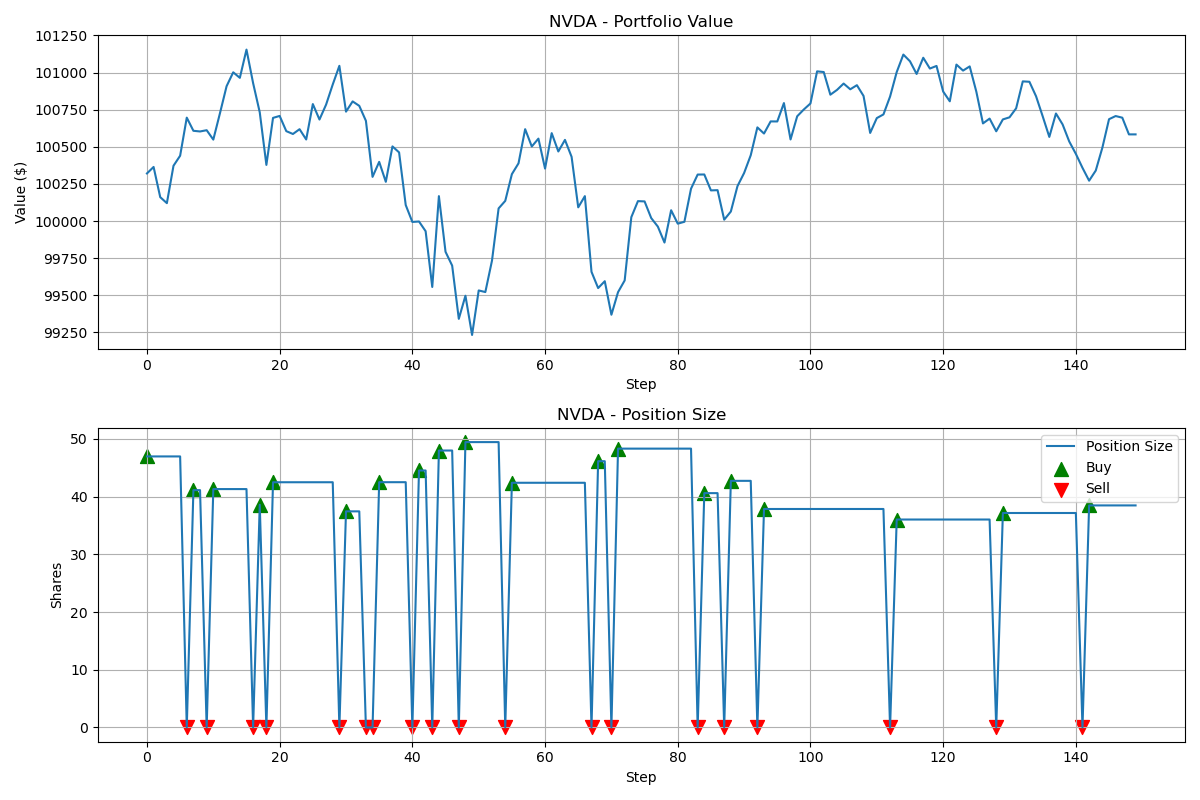 NVDA - Portfolio Value
101250
101000
100750
100500
100250
100000
99750
99500
99250
Value ($)
0 20 40 60 80 100 120 140
Step
NVDA - Position Size
50
40
30
20
10
0
Shares
Position Size
Buy
Sell
0 20 40 60 80 100 120 140
Step